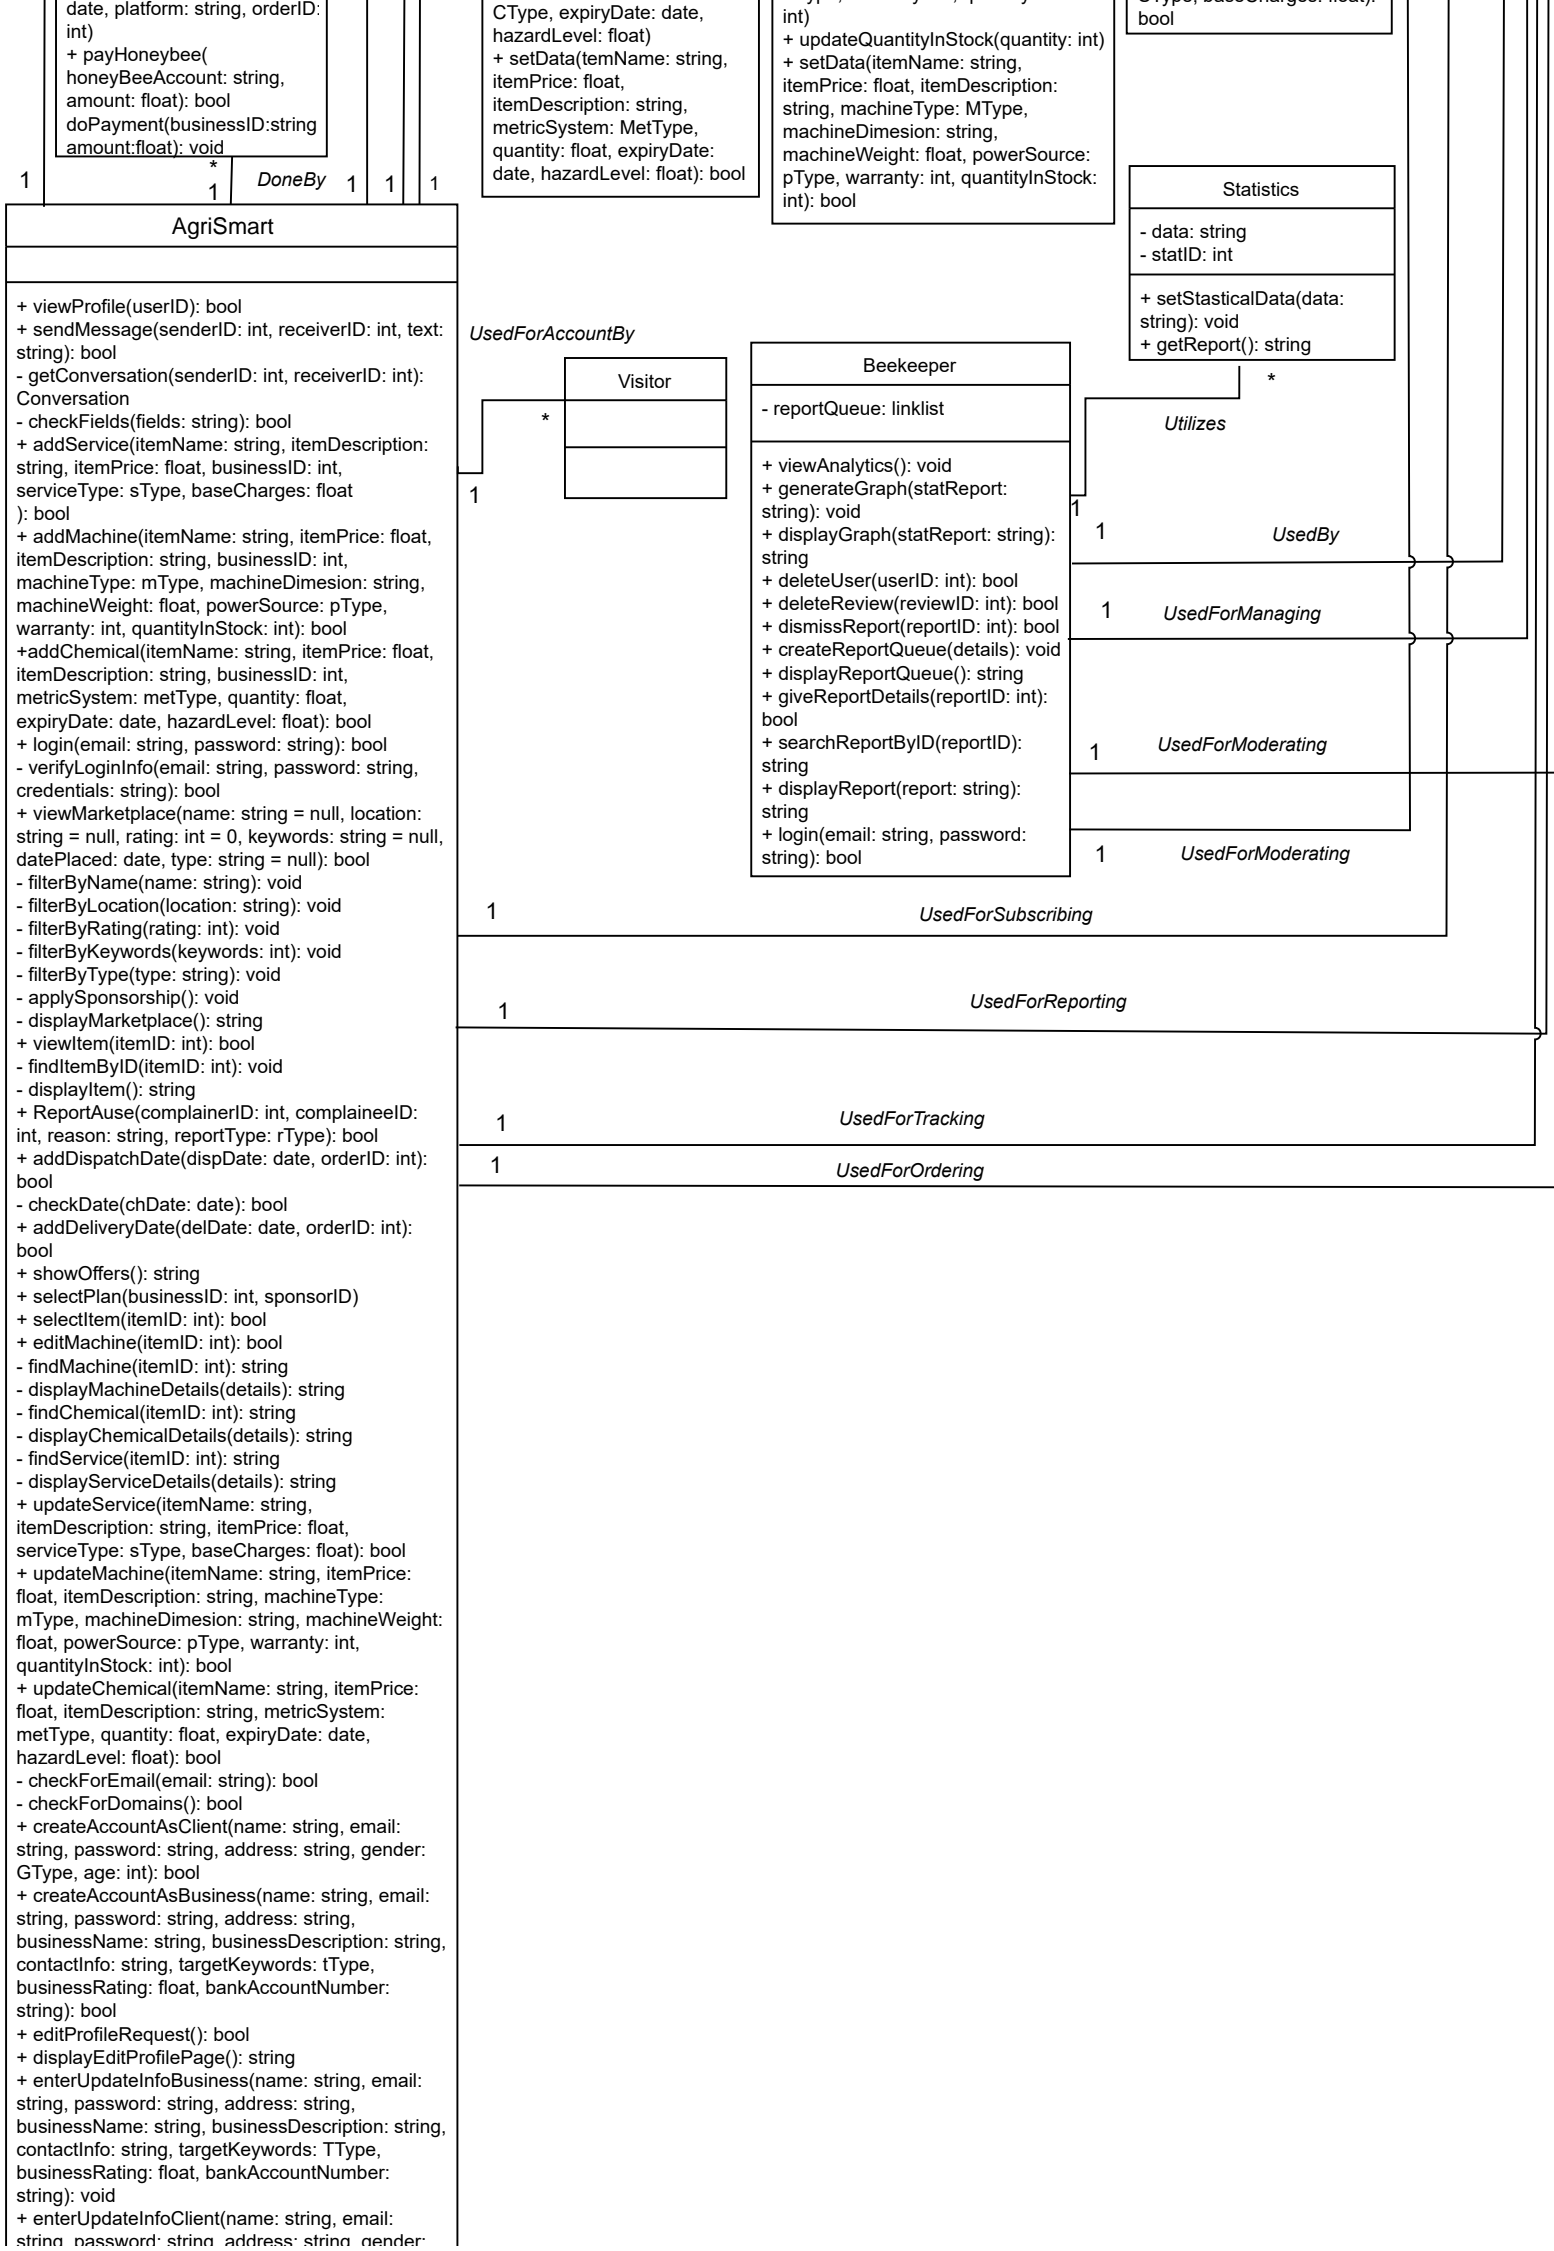 date, platform: string, orderID:
int)
+ payHoneybee(
honeyBeeAccount: string,
amount: float): bool
doPayment(businessID:string
amount:float): void
*
1
DoneBy
1
1
1
1
CType, expiryDate: date,
hazardLevel: float)
+ setData(temName: string,
itemPrice: float,
itemDescription: string,
metricSystem: MetType,
quantity: float, expiryDate:
date, hazardLevel: float): bool
int)
+ updateQuantityInStock(quantity: int)
+ setData(itemName: string,
itemPrice: float, itemDescription:
string, machineType: MType,
machineDimesion: string,
machineWeight: float, powerSource:
pType, warranty: int, quantityInStock:
int): bool
CType, baseCharges: float):
bool
Statistics
- data: string
- statID: int
+ setStasticalData(data:
string): void
+ getReport(): string
*
Utilizes
1
AgriSmart
+ viewProfile(userID): bool
+ sendMessage(senderID: int, receiverID: int, text:
string): bool
- getConversation(senderID: int, receiverID: int):
Conversation
- checkFields(fields: string): bool
+ addService(itemName: string, itemDescription:
string, itemPrice: float, businessID: int,
serviceType: sType, baseCharges: float
): bool
+ addMachine(itemName: string, itemPrice: float,
itemDescription: string, businessID: int,
machineType: mType, machineDimesion: string,
machineWeight: float, powerSource: pType,
warranty: int, quantityInStock: int): bool
+addChemical(itemName: string, itemPrice: float,
itemDescription: string, businessID: int,
metricSystem: metType, quantity: float,
expiryDate: date, hazardLevel: float): bool
+ login(email: string, password: string): bool
- verifyLoginInfo(email: string, password: string,
credentials: string): bool
+ viewMarketplace(name: string = null, location:
string = null, rating: int = 0, keywords: string = null,
datePlaced: date, type: string = null): bool
- filterByName(name: string): void
- filterByLocation(location: string): void
- filterByRating(rating: int): void
- filterByKeywords(keywords: int): void
- filterByType(type: string): void
- applySponsorship(): void
- displayMarketplace(): string
+ viewItem(itemID: int): bool
- findItemByID(itemID: int): void
- displayItem(): string
+ ReportAuse(complainerID: int, complaineeID:
int, reason: string, reportType: rType): bool
+ addDispatchDate(dispDate: date, orderID: int):
bool
- checkDate(chDate: date): bool
+ addDeliveryDate(delDate: date, orderID: int):
bool
+ showOffers(): string
+ selectPlan(businessID: int, sponsorID)
+ selectItem(itemID: int): bool
+ editMachine(itemID: int): bool
- findMachine(itemID: int): string
- displayMachineDetails(details): string
- findChemical(itemID: int): string
- displayChemicalDetails(details): string
- findService(itemID: int): string
- displayServiceDetails(details): string
+ updateService(itemName: string,
itemDescription: string, itemPrice: float,
serviceType: sType, baseCharges: float): bool
+ updateMachine(itemName: string, itemPrice:
float, itemDescription: string, machineType:
mType, machineDimesion: string, machineWeight:
float, powerSource: pType, warranty: int,
quantityInStock: int): bool
+ updateChemical(itemName: string, itemPrice:
float, itemDescription: string, metricSystem:
metType, quantity: float, expiryDate: date,
hazardLevel: float): bool
- checkForEmail(email: string): bool
- checkForDomains(): bool
+ createAccountAsClient(name: string, email:
string, password: string, address: string, gender:
GType, age: int): bool
+ createAccountAsBusiness(name: string, email:
string, password: string, address: string,
businessName: string, businessDescription: string,
contactInfo: string, targetKeywords: tType,
businessRating: float, bankAccountNumber:
string): bool
+ editProfileRequest(): bool
+ displayEditProfilePage(): string
+ enterUpdateInfoBusiness(name: string, email:
string, password: string, address: string,
businessName: string, businessDescription: string,
contactInfo: string, targetKeywords: TType,
businessRating: float, bankAccountNumber:
string): void
+ enterUpdateInfoClient(name: string, email:
string, password: string, address: string, gender:
UsedForAccountBy
Visitor
*
1
Beekeeper
- reportQueue: linklist
+ viewAnalytics(): void
+ generateGraph(statReport:
string): void
+ displayGraph(statReport: string):
string
+ deleteUser(userID: int): bool
+ deleteReview(reviewID: int): bool
+ dismissReport(reportID: int): bool
+ createReportQueue(details): void
+ displayReportQueue(): string
+ giveReportDetails(reportID: int):
bool
+ searchReportByID(reportID):
string
+ displayReport(report: string):
string
+ login(email: string, password:
string): bool
1
UsedBy
1
UsedForManaging
1
UsedForModerating
1
UsedForModerating
1
UsedForSubscribing
1
UsedForReporting
1
UsedForTracking
1
UsedForOrdering